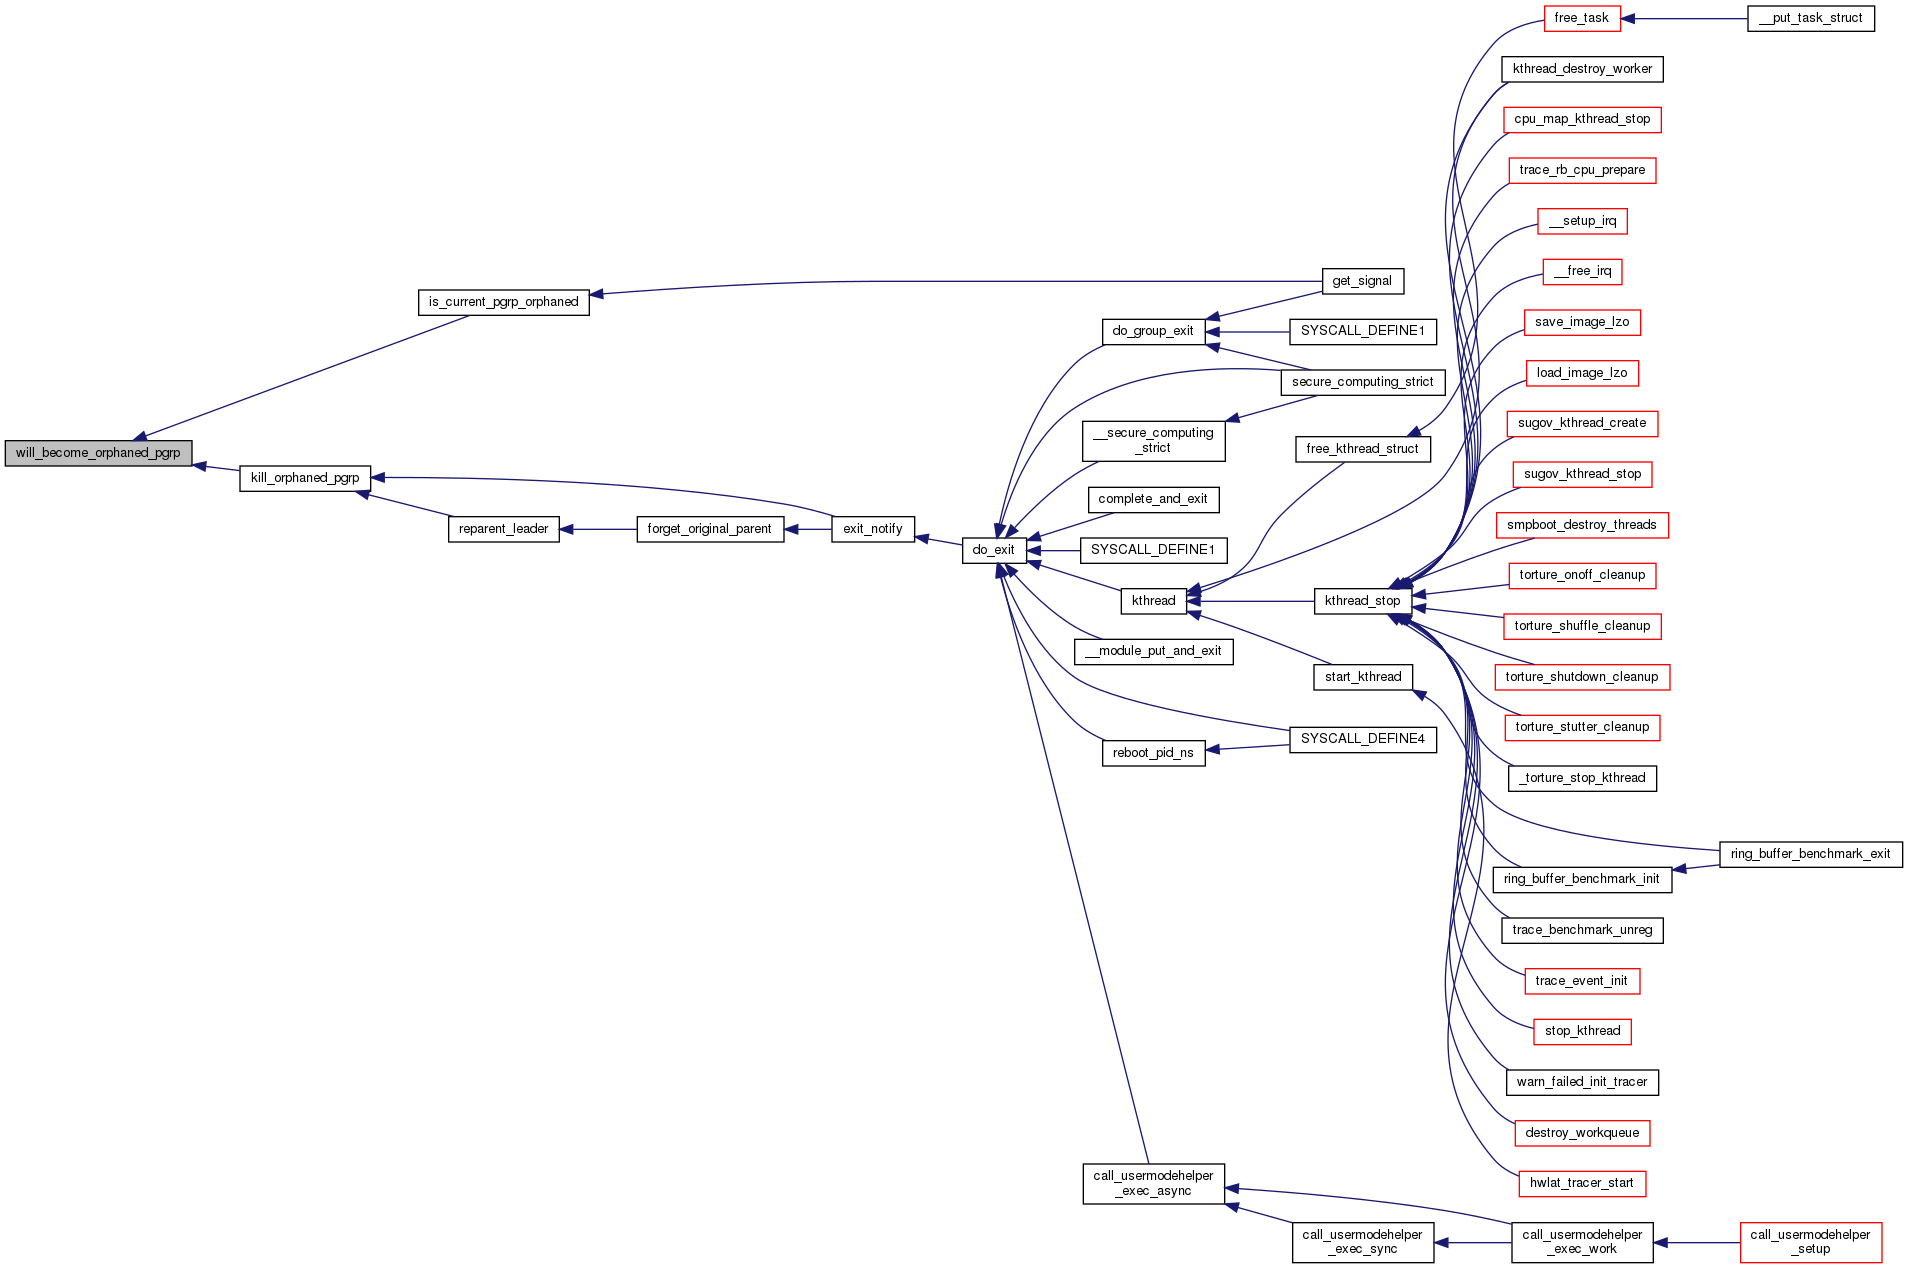 free_task
__put_task_struct
kthread_destroy_worker
cpu_map_kthread_stop
trace_rb_cpu_prepare
__setup_irq
__free_irq
get_signal
is_current_pgrp_orphaned
save_image_lzo
do_group_exit
SYSCALL_DEFINE1
load_image_lzo
secure_computing_strict
sugov_kthread_create
__secure_computing
_strict
free_kthread_struct
will_become_orphaned_pgrp
kill_orphaned_pgrp
sugov_kthread_stop
complete_and_exit
reparent_leader
forget_original_parent
exit_notify
smpboot_destroy_threads
do_exit
SYSCALL_DEFINE1
torture_onoff_cleanup
kthread
kthread_stop
torture_shuffle_cleanup
__module_put_and_exit
start_kthread
torture_shutdown_cleanup
torture_stutter_cleanup
SYSCALL_DEFINE4
reboot_pid_ns
_torture_stop_kthread
ring_buffer_benchmark_exit
ring_buffer_benchmark_init
trace_benchmark_unreg
trace_event_init
stop_kthread
warn_failed_init_tracer
destroy_workqueue
call_usermodehelper
_exec_async
hwlat_tracer_start
call_usermodehelper
_exec_sync
call_usermodehelper
_exec_work
call_usermodehelper
_setup